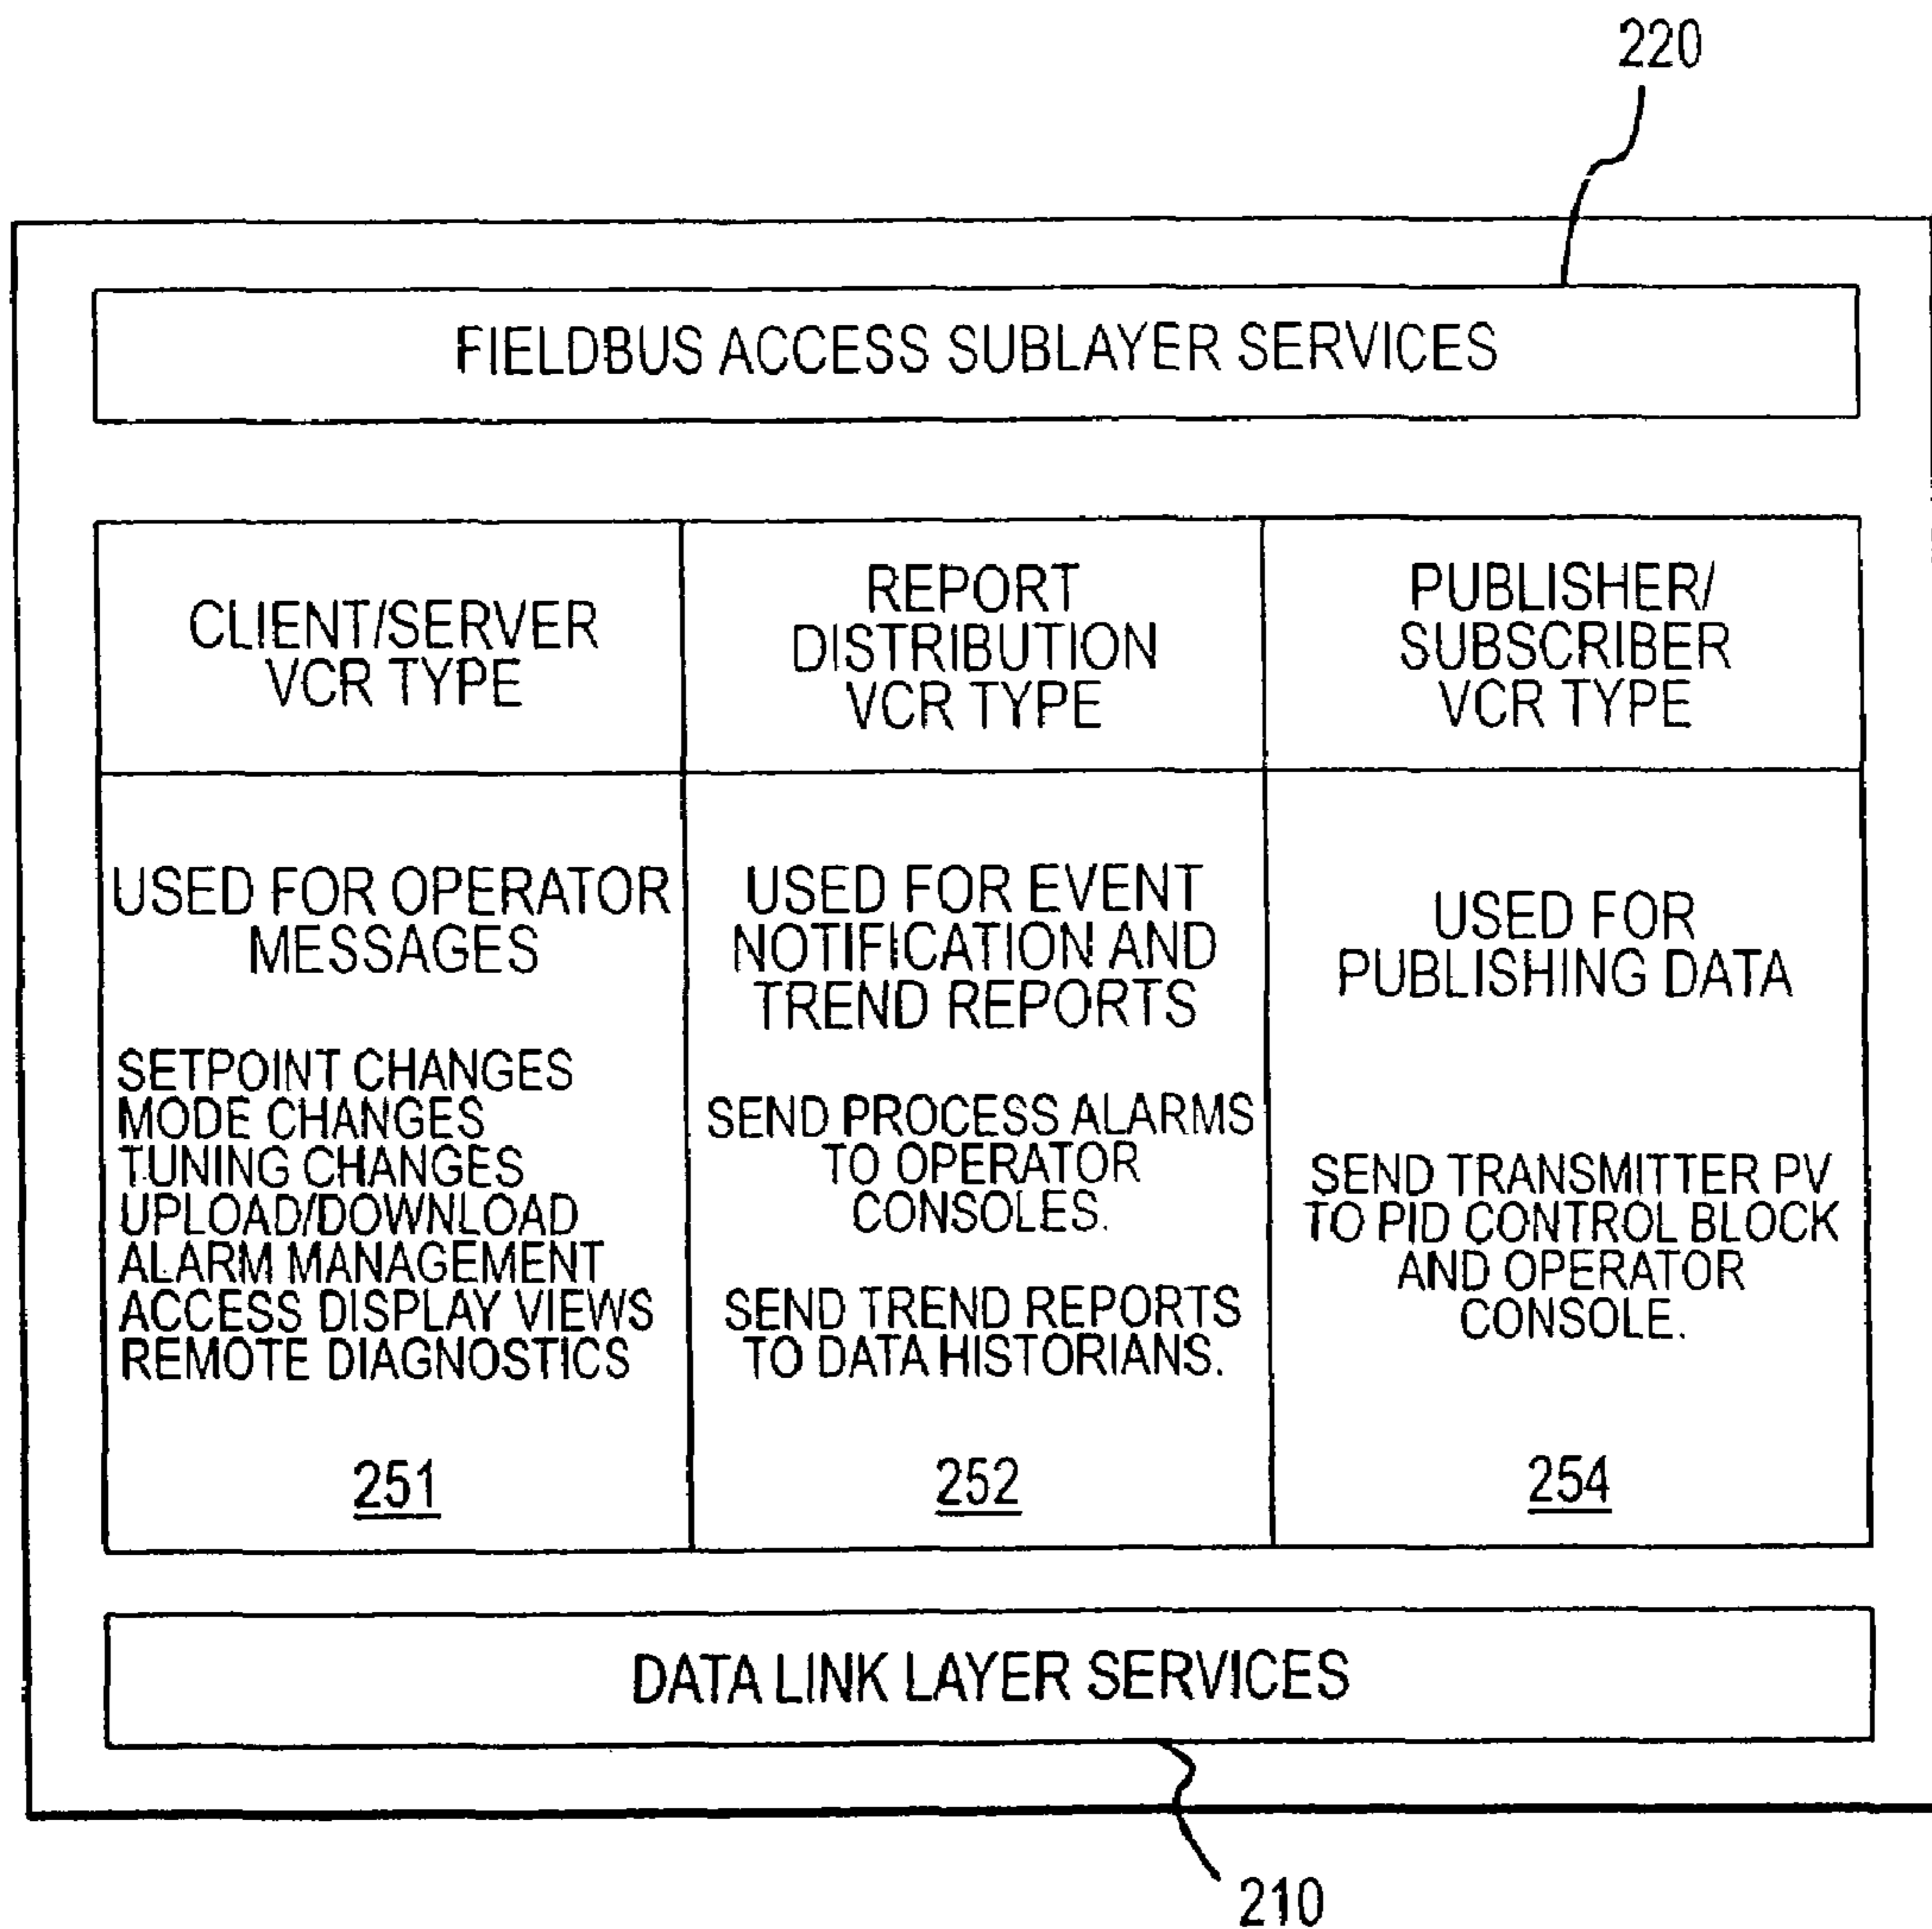 220
FIELDBUS ACCESS SUBLAYER SERVICES
CLIENT/SERVER
VCR TYPE
REPORT
DISTRIBUTION
VCR TYPE
PUBLISHER/
SUBSCRIBER
VCR TYPE
USED FOR OPERATOR
MESSAGES
SETPOINT CHANGES
MODE CHANGES
TUNING CHANGES
UPLOAD/DOWNLOAD
ALARM MANAGEMENT
ACCESS DISPLAY VIEWS
REMOTE DIAGNOSTICS
251
USED FOR EVENT
NOTIFICATION AND
TREND REPORTS
SEND PROCESS ALARMS
TO OPERATOR
CONSOLES.
SEND TREND REPORTS
TO DATA HISTORIANS.
252
USED FOR
PUBLISHING DATA
SEND TRANSMITTER PV
TO PID CONTROL BLOCK
AND OPERATOR
CONSOLE.
254
DATA LINK LAYER SERVICES
210